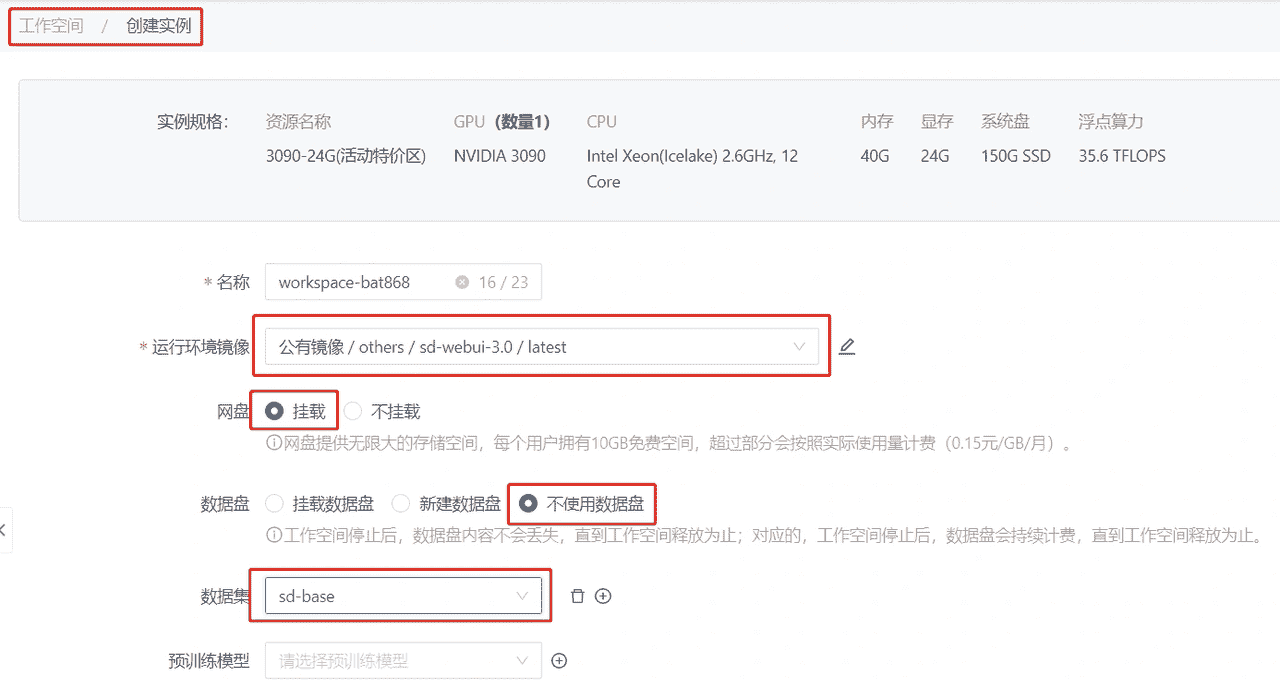 工作空间 / 创建实例
实例规格： 资源名称 GPU (数量1) CPU 内存 显存 系统盘 浮点算力
3090-24G(活动特价区) NVIDIA 3090 Intel Xeon(Icelake) 2.6GHz, 12 40G 24G 150G SSD 35.6 TFLOPS
Core
* 名称 workspace-bat868 16 / 23
* 运行环境镜像 公有镜像 / others / sd-webui-3.0 / latest
网盘 挂载 不挂载
网盘提供无限大的存储空间，每个用户拥有10GB免费空间，超过部分会按照实际使用量计费（0.15元/GB/月）。
数据盘 挂载数据盘 新建数据盘 不使用数据盘
工作空间停止后，数据盘内容不会丢失，直到工作空间释放为止；对应的，工作空间停止后，数据盘会持续计费，直到工作空间释放为止。
数据集 sd-base
预训练模型 请选择预训练模型